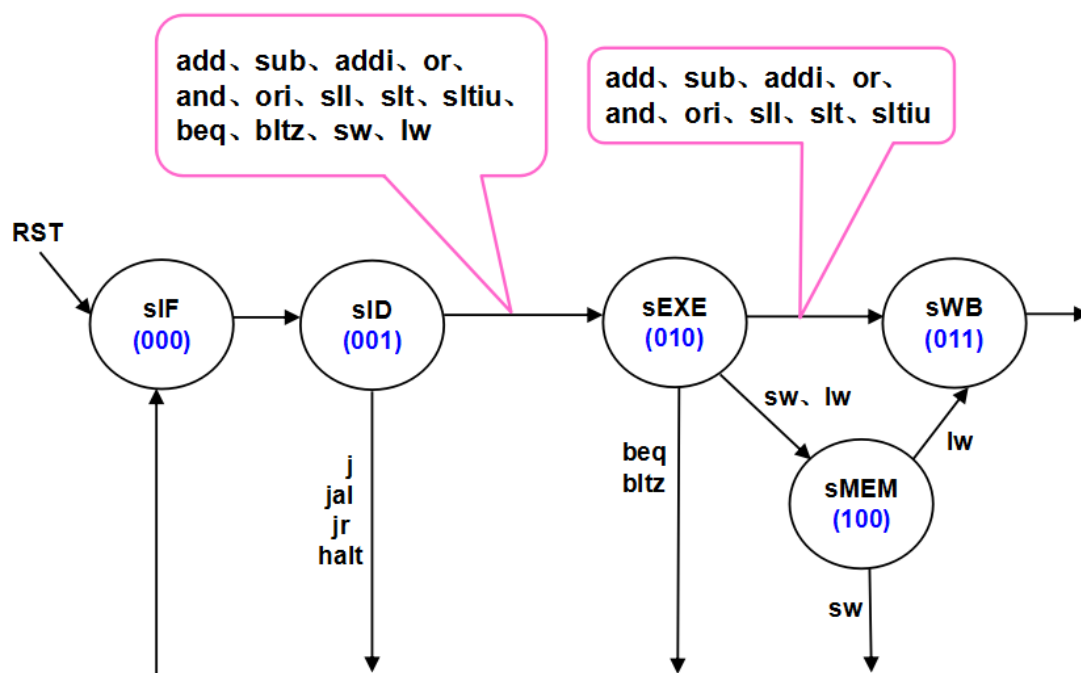 add、sub、addi、or、
and、ori、sll、slt、sltiu、
beq、bltz、sw、lw
add、sub、addi、or、
and、ori、sll、slt、sltiu
RST
sIF
(000)
sID
(001)
sEXE
(010)
sWB
(011)
j
jal
jr
halt
beq
bltz
sw、lw
lw
sMEM
(100)
sw